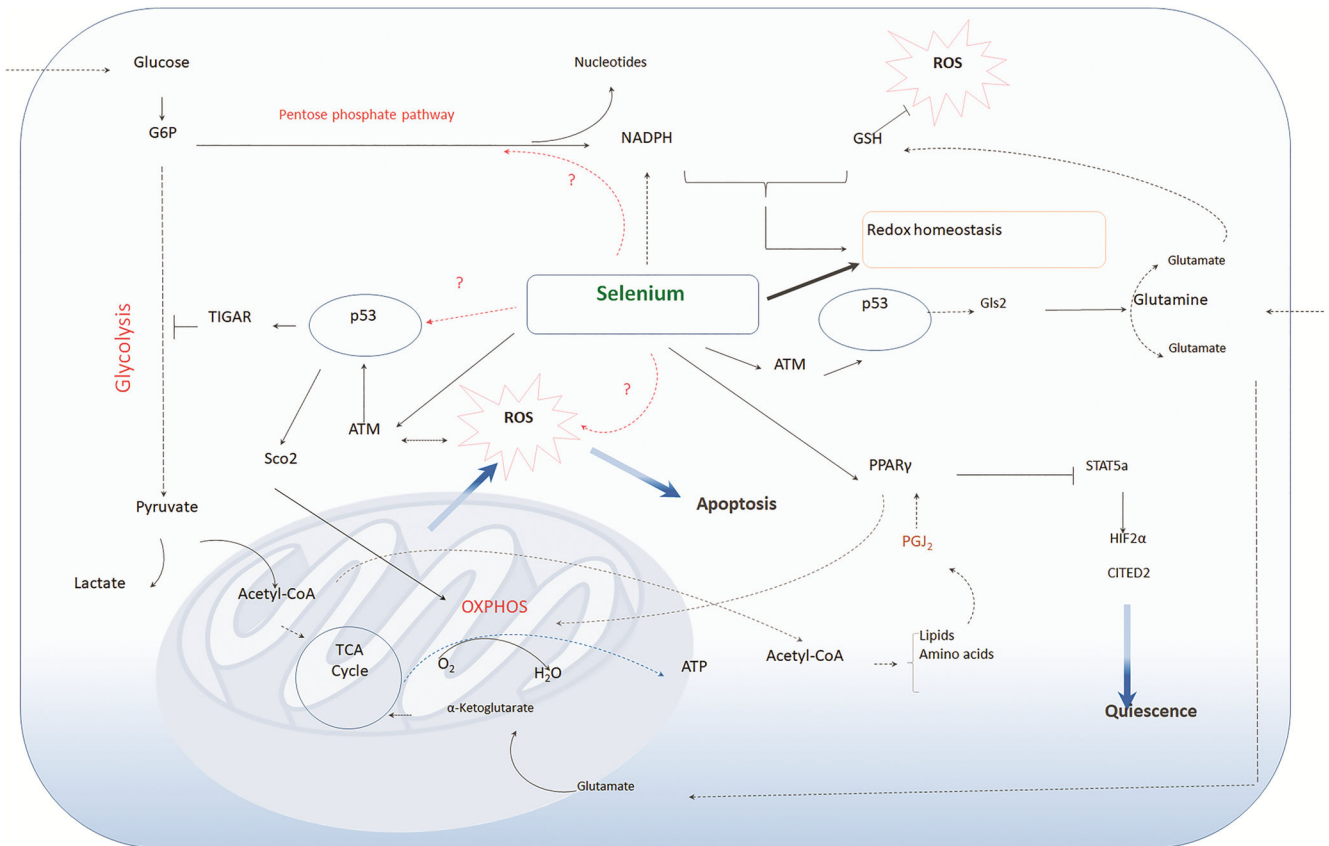 Glucose
Nucleotides
ROS
Pentose phosphate pathway
G6P
NADPH
GSH
?
Redox homeostasis
Glutamate
?
Selenium
p53
Gls2
Glutamine
TIGAR
p53
Glycolysis
Glutamate
ATM
?
ROS
ATM
Sco2
PPARγ
STAT5a
Pyruvate
Apoptosis
PGJ2
HIF2α
Lactate
Acetyl-CoA
CITED2
OXPHOS
TCA
Cycle
O2
H2O
ATP
Acetyl-CoA
Lipids
Amino acids
α-Ketoglutarate
Quiescence
Glutamate